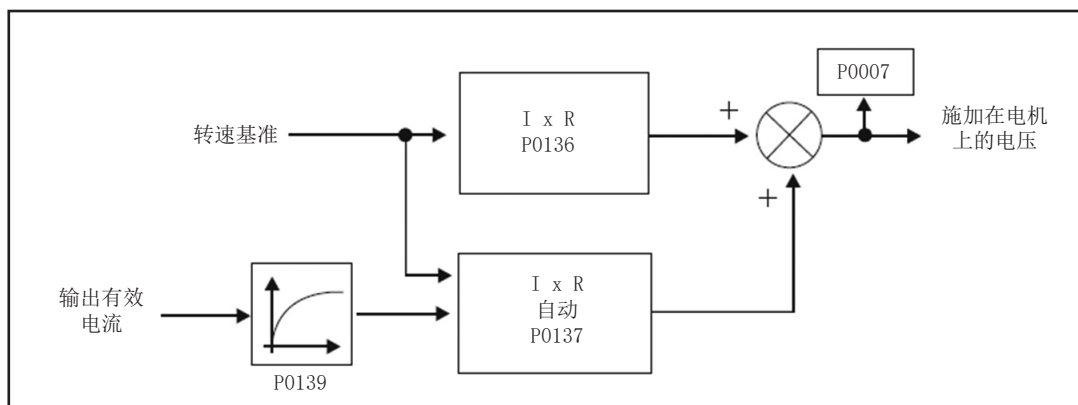 P0007
I x R
P0136
+
转速基准
施加在电机
上的电压
+
I x R
自动
P0137
输出有效
电流
P0139